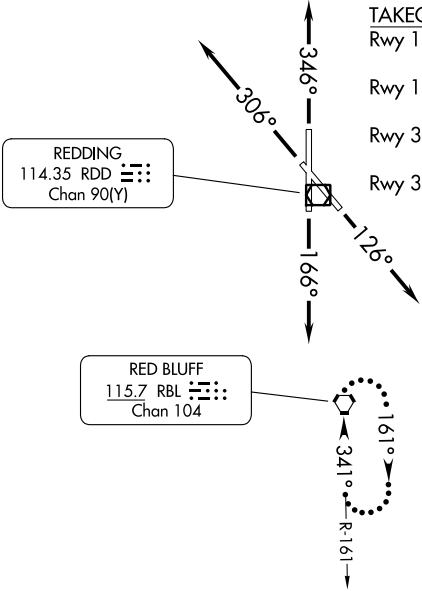 TAKEO
Rwy 1
Rwy 1
Rwy 3
Rwy 3
346°
306°
REDDING
114.35 RDD
Chan 90(Y)
126°
166°
RED BLUFF
115.7 RBL
Chan 104
161°
341°
R-161